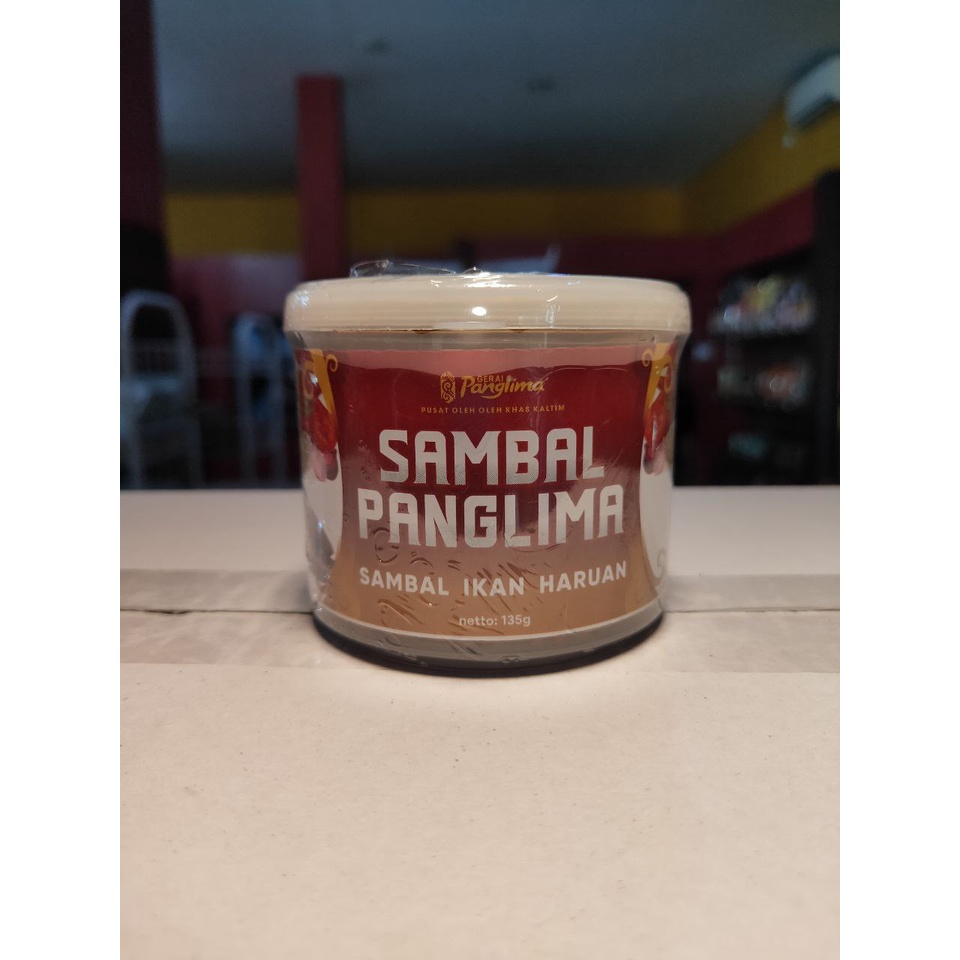 GERAI
Panglima
PUSAT OLEH OLEH KHAS KALTIM
SAMBAL
PANGLIMA
SAMBAL IKAN HARUAN
netto: 135g